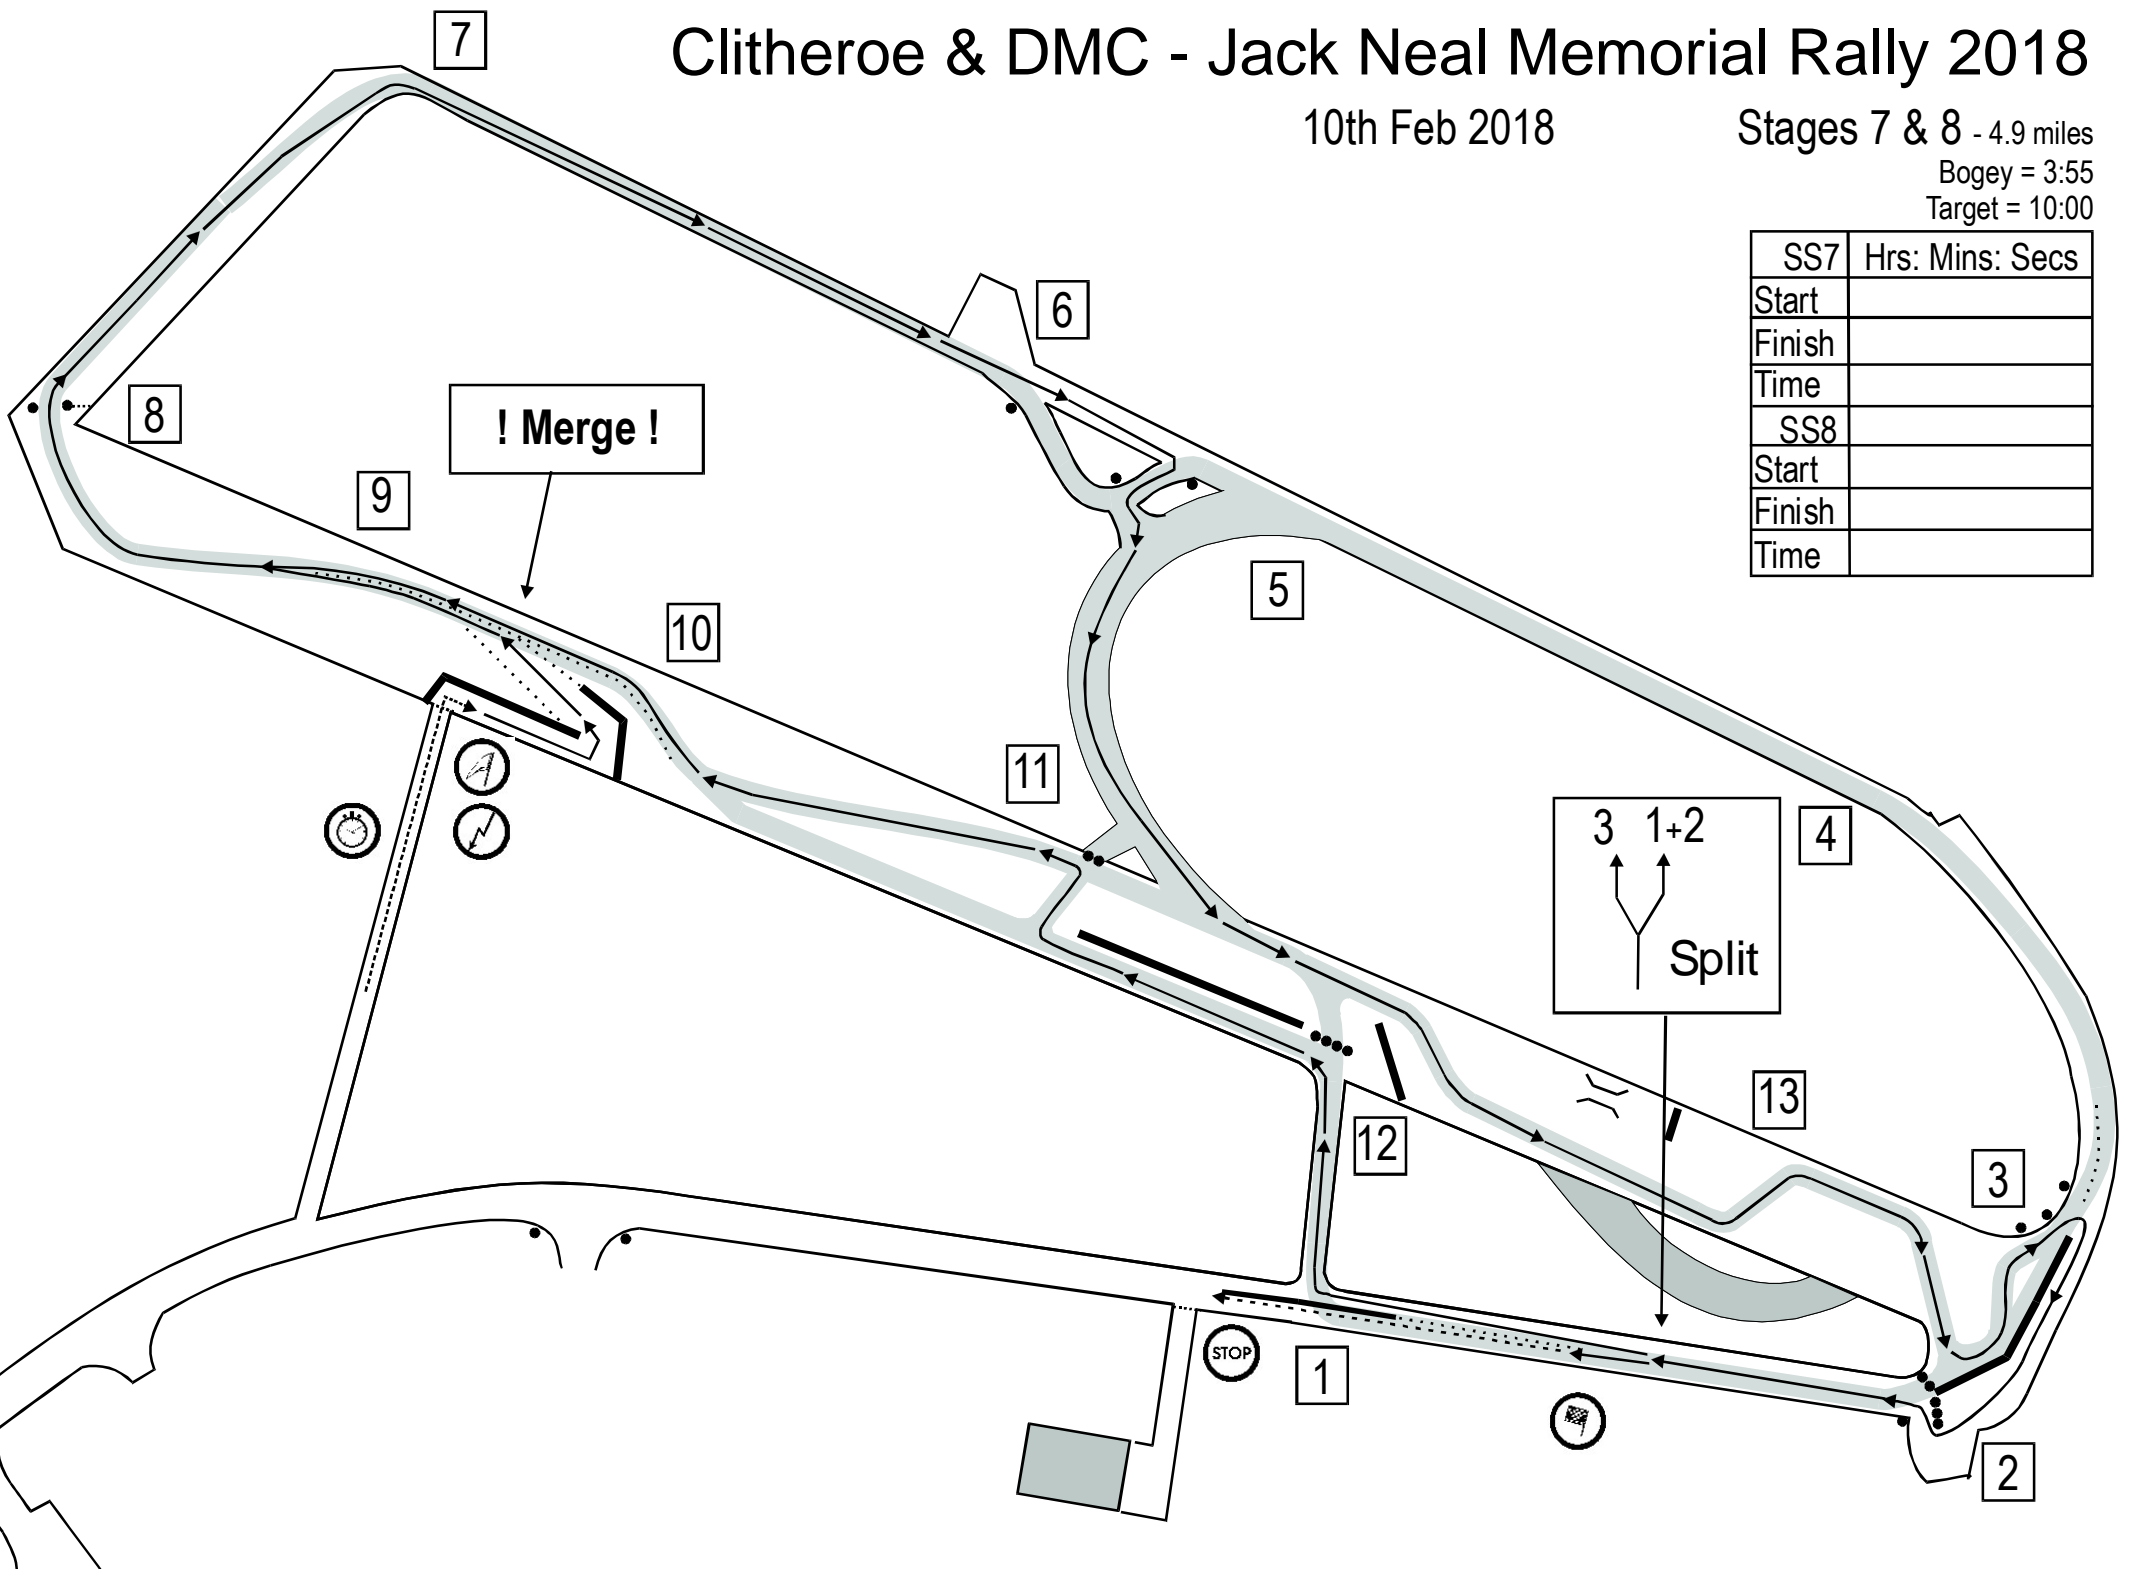 Clitheroe & DMC - Jack Neal Memorial Rally 2018
10th Feb 2018
Stages 7 & 8 - 4.9 miles
Bogey = 3:55
Target = 10:00
SS7 Hrs: Mins: Secs
Start
Finish
Time
SS8
Start
Finish
Time
7
6
8
! Merge !
9
5
10
11
4
3 1+2
Split
13
12
3
STOP
1
2